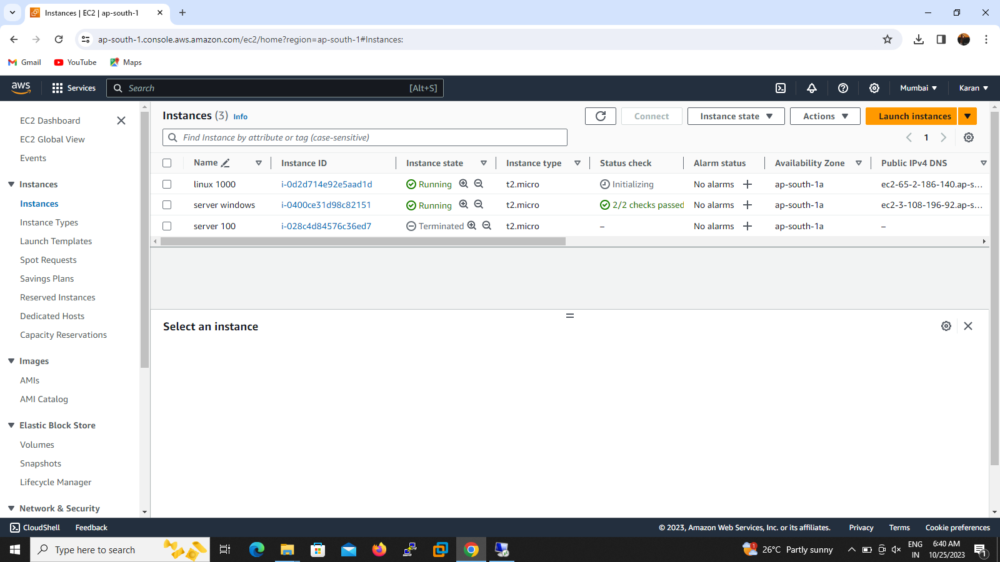 Instances | EC2 | ap-south-1
ap-south-1.console.aws.amazon.com/ec2/home?region=ap-south-1#Instances:
Gmail YouTube Maps
aws Services Search [Alt+S] Mumbai Karan
EC2 Dashboard
EC2 Global View
Events
Instances
Instances
Instance Types
Launch Templates
Spot Requests
Savings Plans
Reserved Instances
Dedicated Hosts
Capacity Reservations
Images
AMIs
AMI Catalog
Elastic Block Store
Volumes
Snapshots
Lifecycle Manager
Network & Security
Instances (3) Info
Connect Instance state Actions Launch instances
Find Instance by attribute or tag (case-sensitive) 1
Name Instance ID Instance state Instance type Status check Alarm status Availability Zone Public IPv4 DNS
linux 1000 i-0d2d714e92e5aad1d Running t2.micro Initializing No alarms ap-south-1a ec2-65-2-186-140.ap-s...
server windows i-0400ce31d98c82151 Running t2.micro 2/2 checks passed No alarms ap-south-1a ec2-3-108-196-92.ap-s...
server 100 i-028c4d84576c36ed7 Terminated t2.micro – No alarms ap-south-1a –
Select an instance
CloudShell Feedback © 2023, Amazon Web Services, Inc. or its affiliates. Privacy Terms Cookie preferences
Type here to search 1 26°C Partly sunny ENG IN 6:40 AM 10/25/2023 1